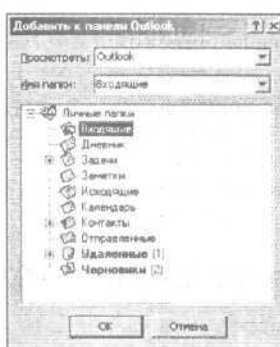 Добавить к панели Outlook
Просмотреть: Outlook
Имя папки: Входящие
Личные папки
Входящие
Дневник
Задачи
Заметки
Исходящие
Календарь
Контакты
Отправленные
Удаленные (1)
Черновики [2]
OK Отмена